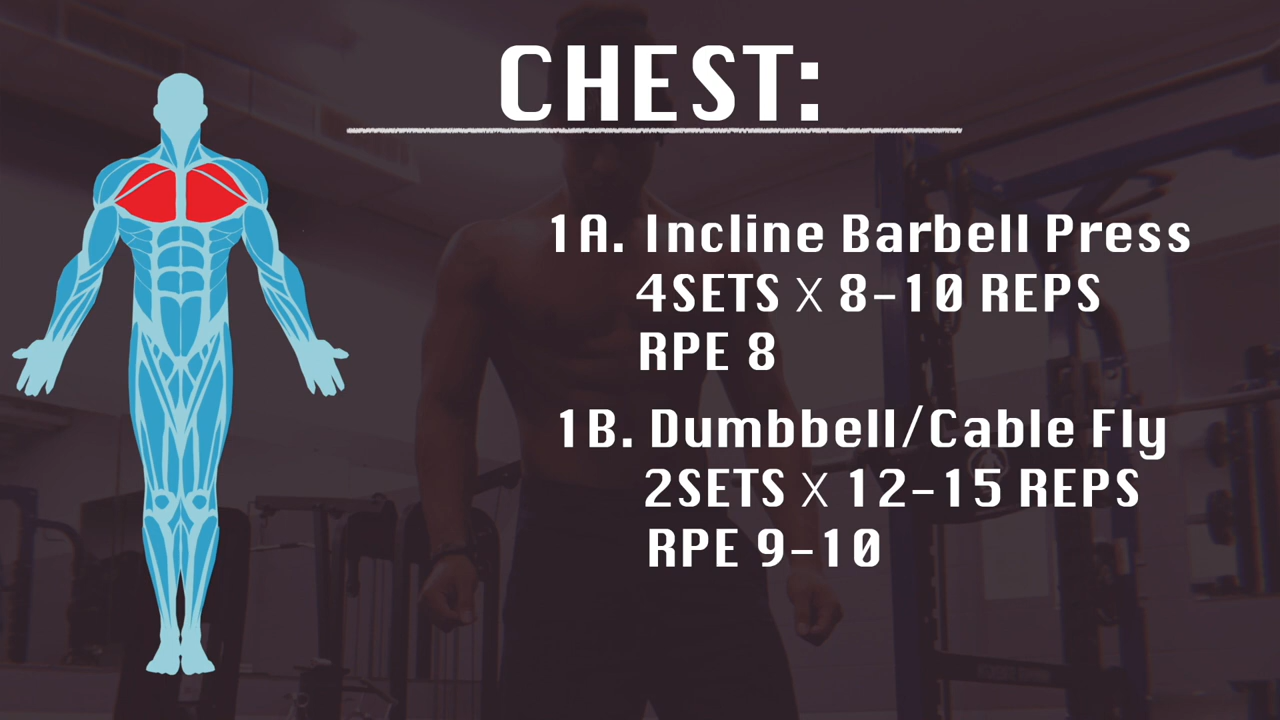 CHEST:
1A. Incline Barbell Press
4SETS X 8-10 REPS
RPE 8
1B. Dumbbell/Cable Fly
2SETS X 12-15 REPS
RPE 9-10